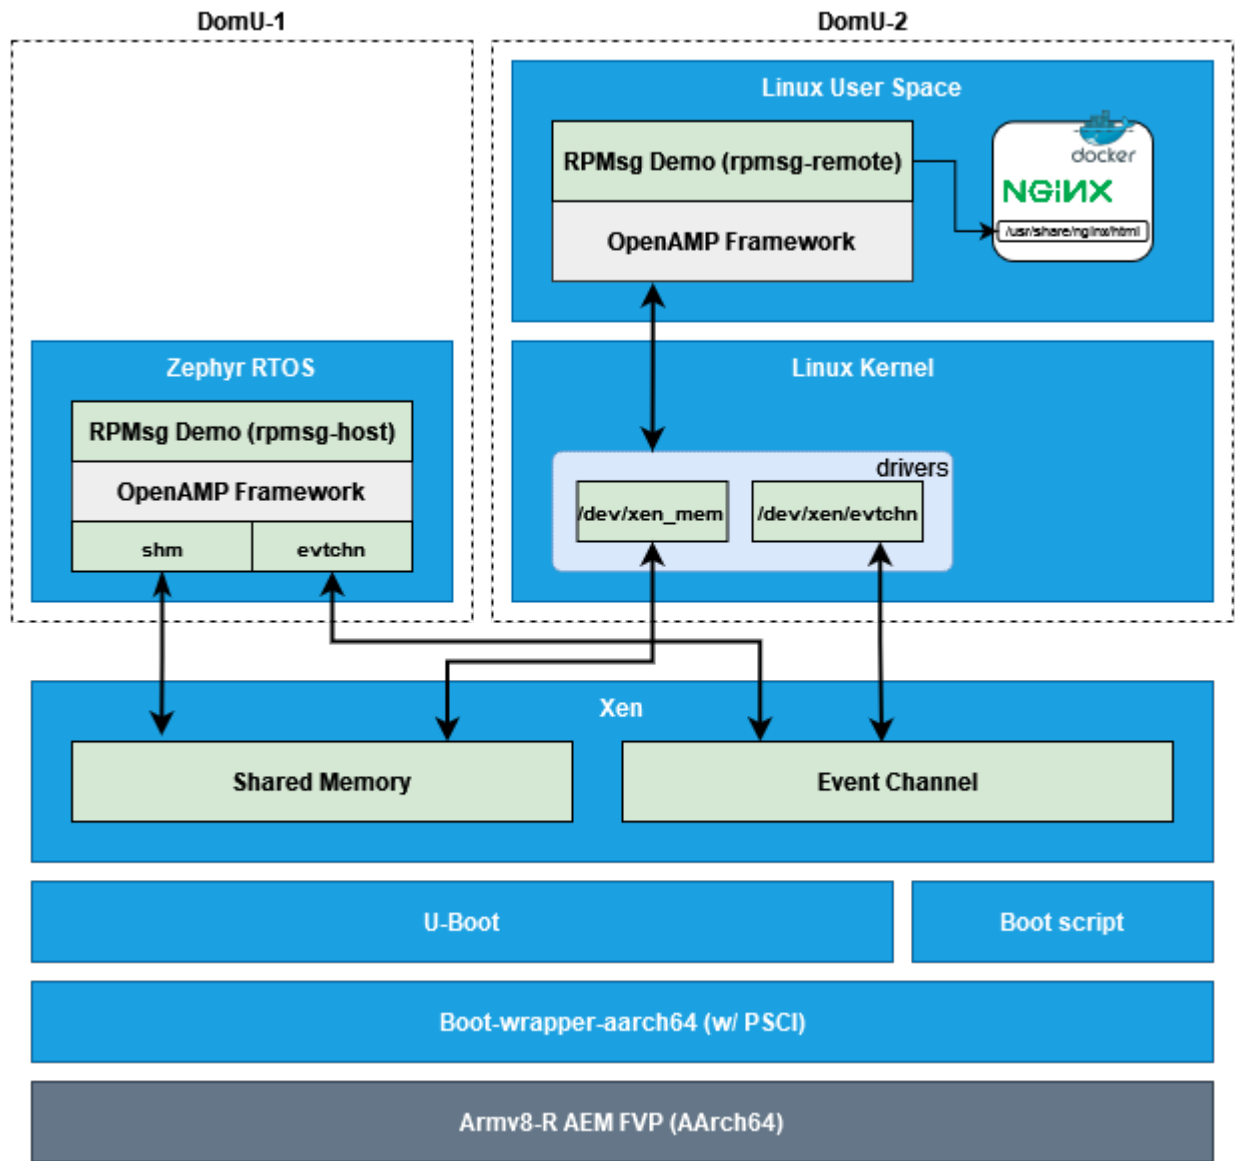 DomU-1
DomU-2
Linux User Space
RPMsg Demo (rpmsg-remote)
OpenAMP Framework
docker
NGINX
/usr/share/nginx/html
Zephyr RTOS
RPMsg Demo (rpmsg-host)
OpenAMP Framework
shm
evtchn
Linux Kernel
drivers
/dev/xen_mem
/dev/xen/evtchn
Xen
Shared Memory
Event Channel
U-Boot
Boot script
Boot-wrapper-aarch64 (w/ PSCI)
Armv8-R AEM FVP (AArch64)